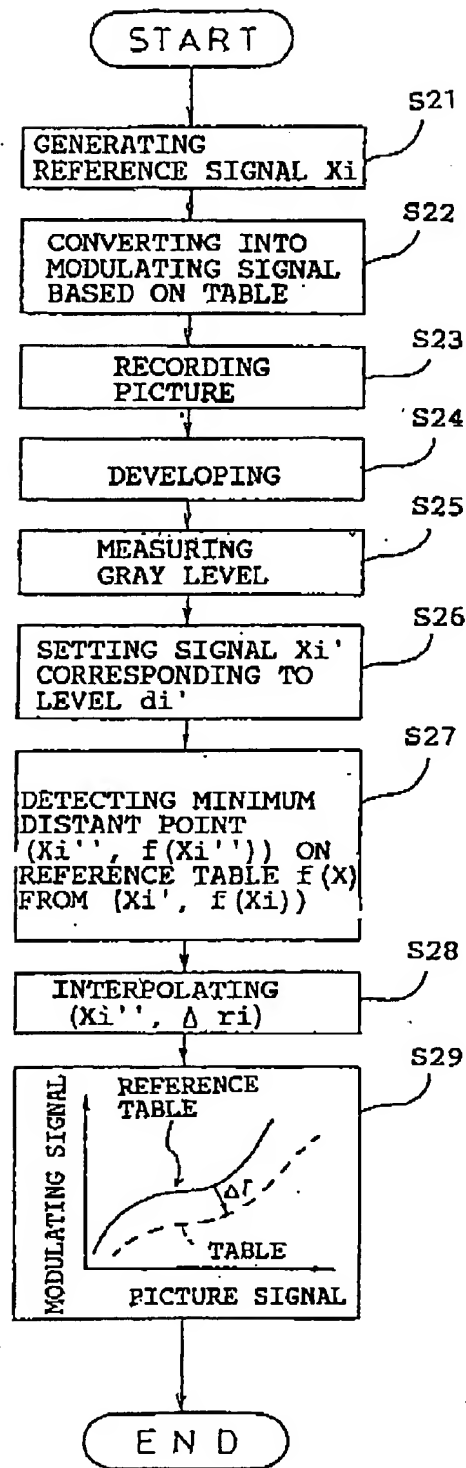 START
S21
GENERATING
REFERENCE SIGNAL Xi
S22
CONVERTING INTO
MODULATING SIGNAL
BASED ON TABLE
S23
RECORDING
PICTURE
S24
DEVELOPING
S25
MEASURING
GRAY LEVEL
S26
SETTING SIGNAL Xi'
CORRESPONDING TO
LEVEL di'
S27
DETECTING MINIMUM
DISTANT POINT
(Xi'', f(Xi'')) ON
REFERENCE TABLE f(X)
FROM (Xi', f(Xi))
S28
INTERPOLATING
(Xi'', Δ ri)
S29
MODULATING SIGNAL
REFERENCE
TABLE
Δr
TABLE
PICTURE SIGNAL
END